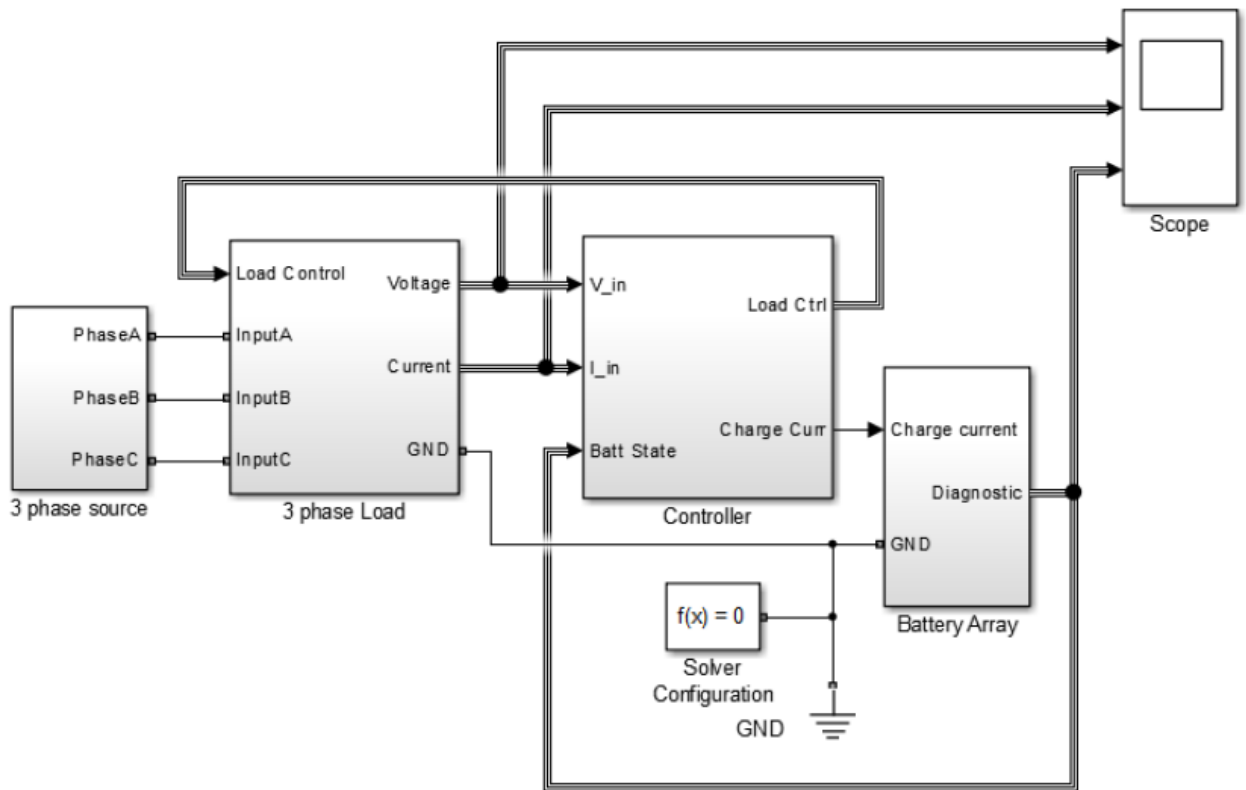 Scope
Load Control
Voltage
V_in
Load Ctrl
PhaseA
InputA
Current
I_in
PhaseB
InputB
Charge Curr
Charge current
PhaseC
InputC
GND
Batt State
Diagnostic
3 phase source
3 phase Load
Controller
GND
f(x) = 0
Battery Array
Solver
Configuration
GND